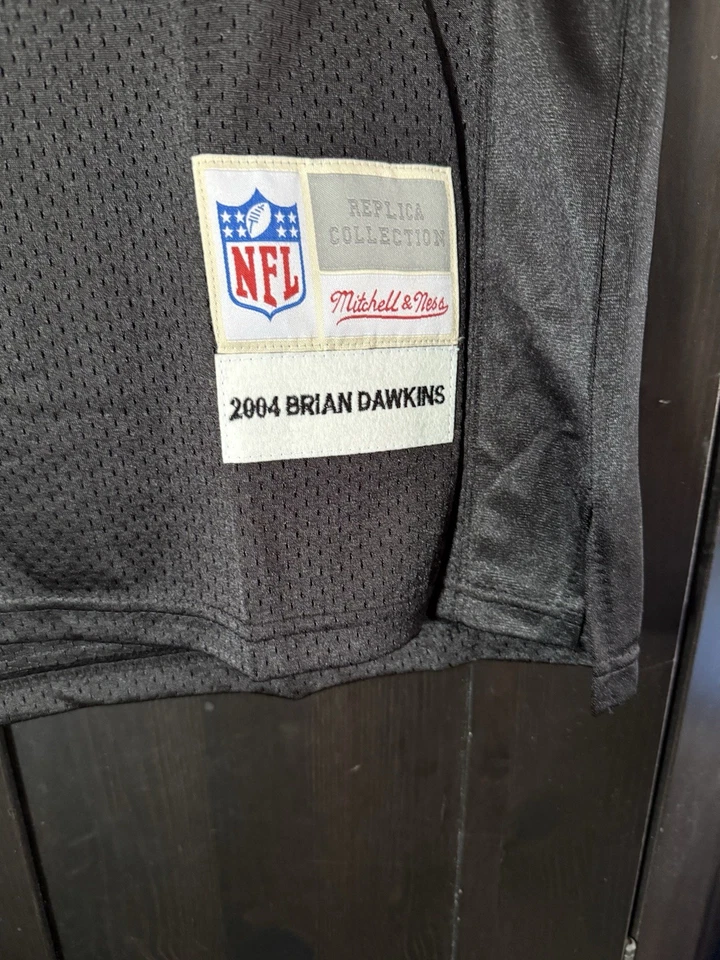 NFL
REPLICA
COLLECTION
Mitchell & Ness
2004 BRIAN DAWKINS